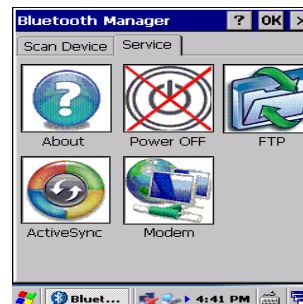 Bluetooth Manager ? OK
Scan Device Service
About Power OFF FTP
ActiveSync Modem
Bluet... 4:41 PM